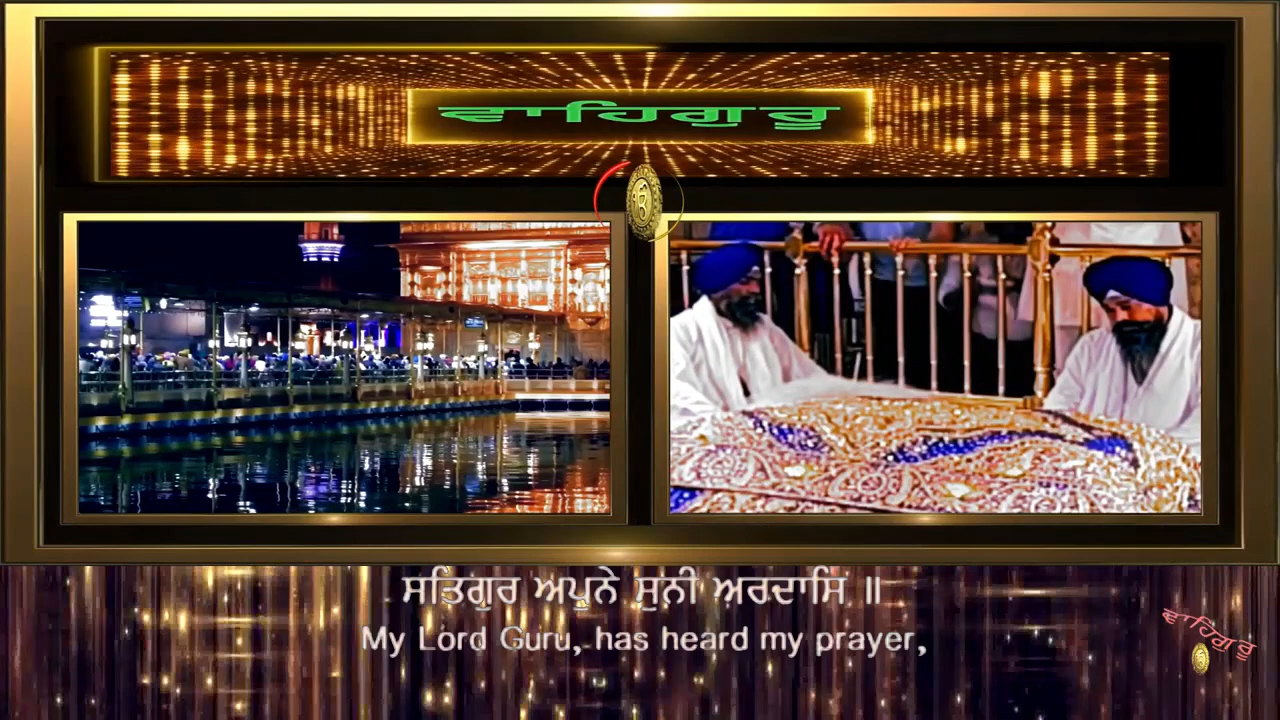 ਵਾਹਿਗੁਰੂ
ੴ
ਸਤਿਗੁਰ ਅਪੁਨੇ ਸੁਨੀ ਅਰਦਾਸਿ ॥
My Lord Guru, has heard my prayer,
ਵਾਹਿਗੁਰੂ